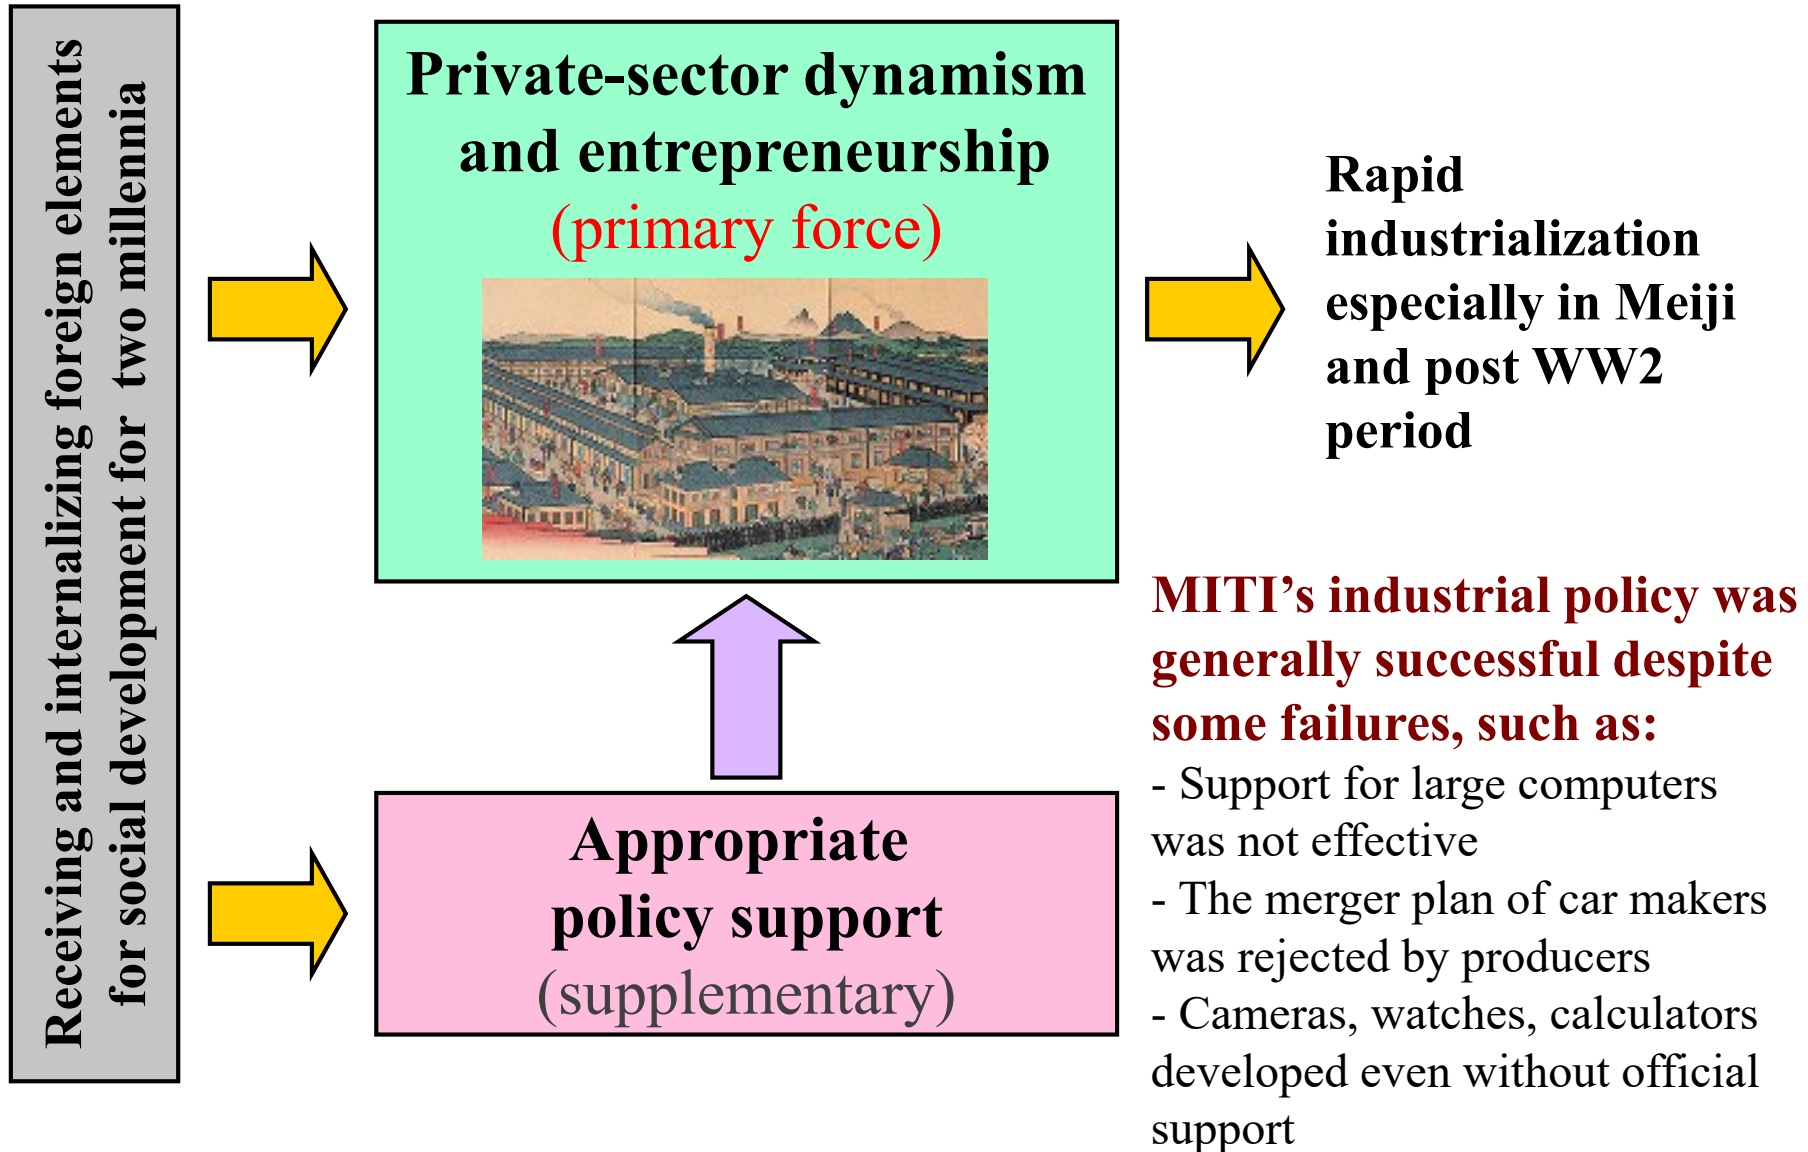 Receiving and internalizing foreign elements
for social development for two millennia
Private-sector dynamism
and entrepreneurship
(primary force)
Rapid
industrialization
especially in Meiji
and post WW2
period
Appropriate
policy support
(supplementary)
MITI’s industrial policy was
generally successful despite
some failures, such as:
- Support for large computers
was not effective
- The merger plan of car makers
was rejected by producers
- Cameras, watches, calculators
developed even without official
support